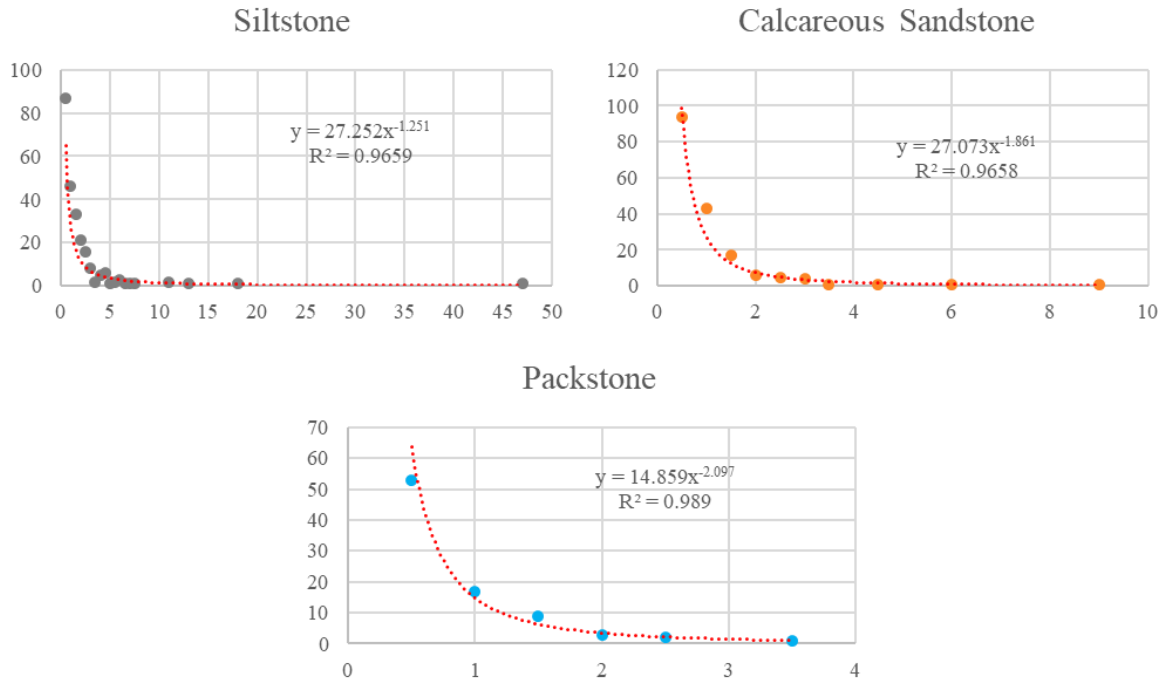 Siltstone
100
80
60
40
20
0
0 5 10 15 20 25 30 35 40 45 50
y = 27.252x^-1.251
R² = 0.9659
Calcareous Sandstone
120
100
80
60
40
20
0
0 2 4 6 8 10
y = 27.073x^-1.861
R² = 0.9658
Packstone
70
60
50
40
30
20
10
0
0 1 2 3 4
y = 14.859x^-2.097
R² = 0.989